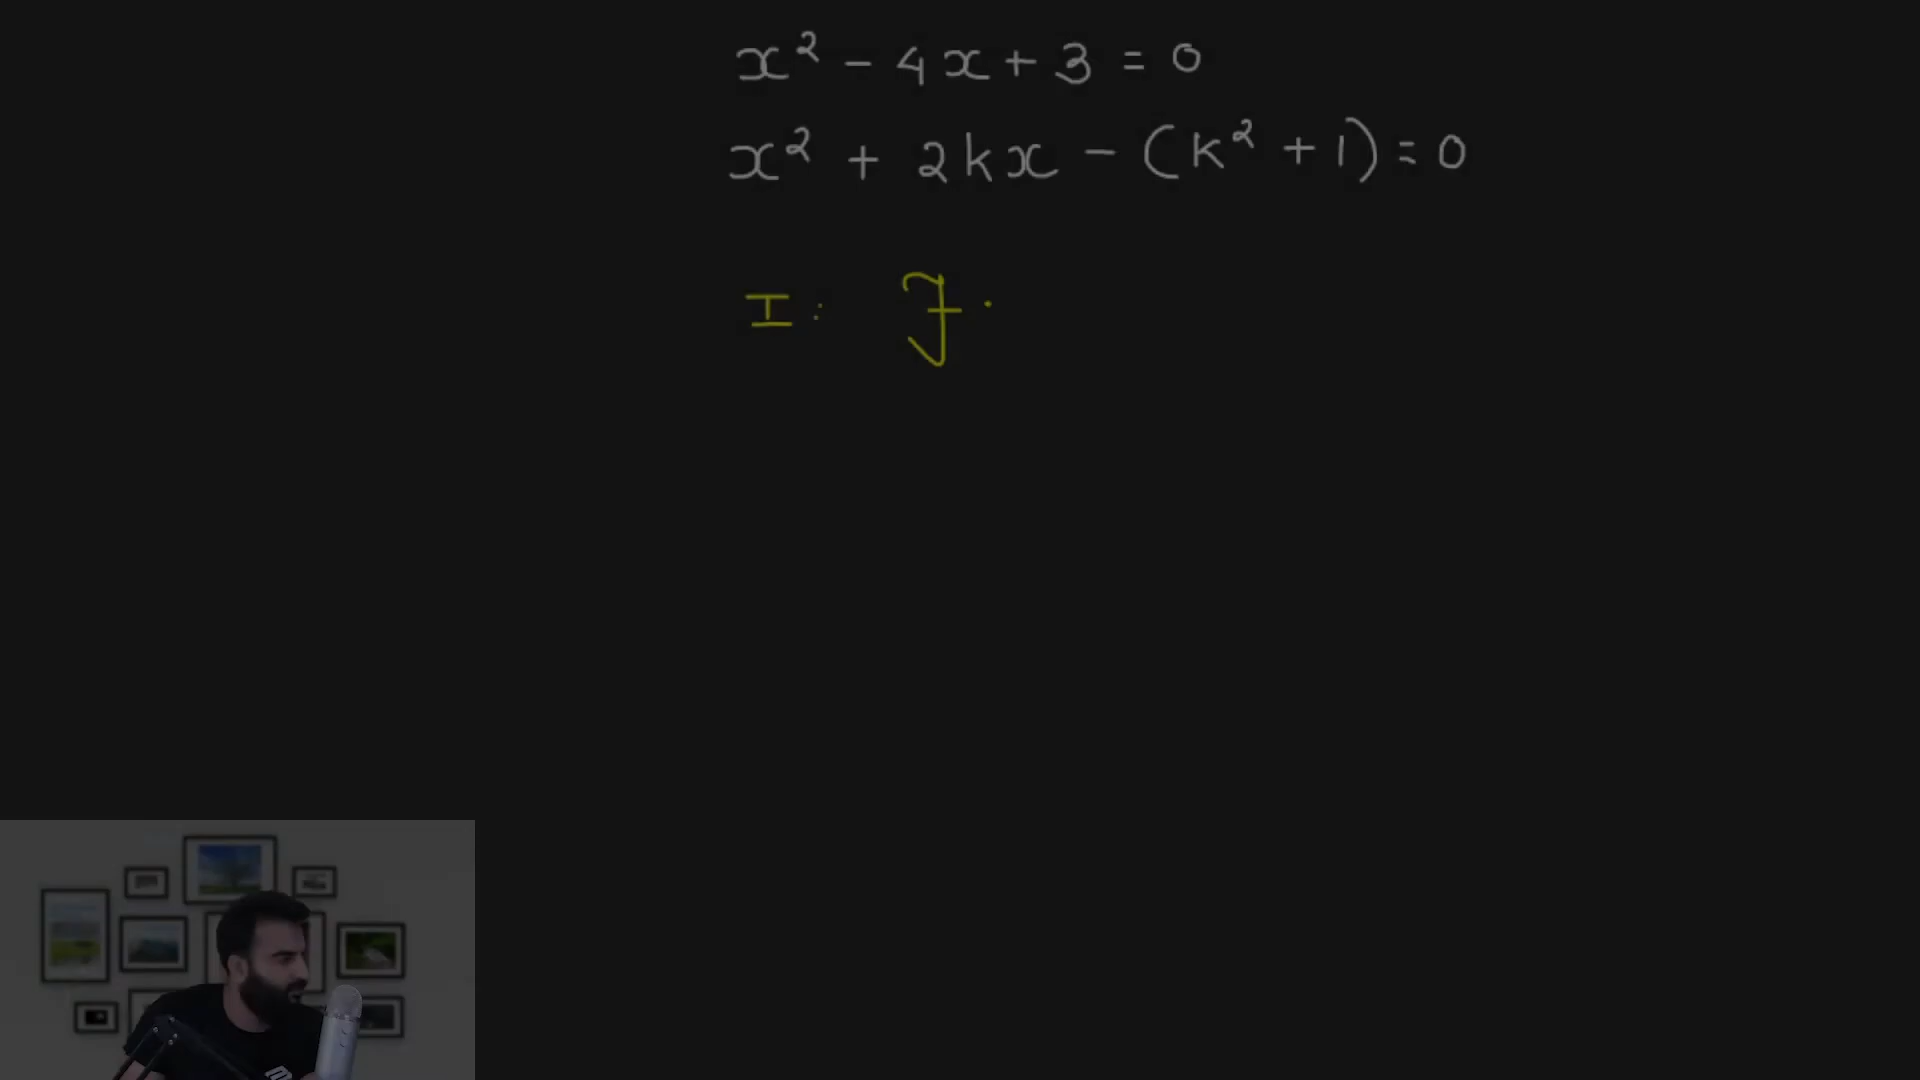 x² - 4x + 3 = 0
x² + 2kx - (k² + 1) = 0
I :